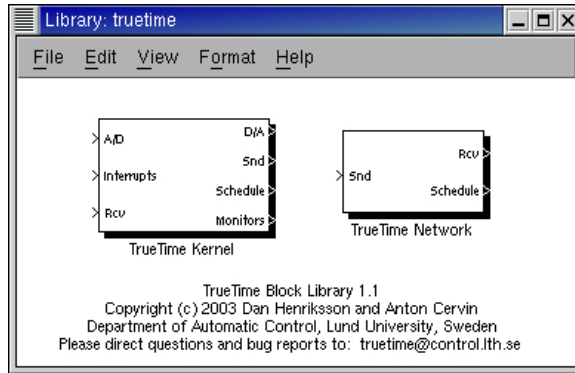 Library: truetime
File Edit View Format Help
A/D
Interrupts
Rcv
D/A
Snd
Schedule
Monitors
TrueTime Kernel
Snd
Rcv
Schedule
TrueTime Network
TrueTime Block Library 1.1
Copyright (c) 2003 Dan Henriksson and Anton Cervin
Department of Automatic Control, Lund University, Sweden
Please direct questions and bug reports to: truetime@control.lth.se